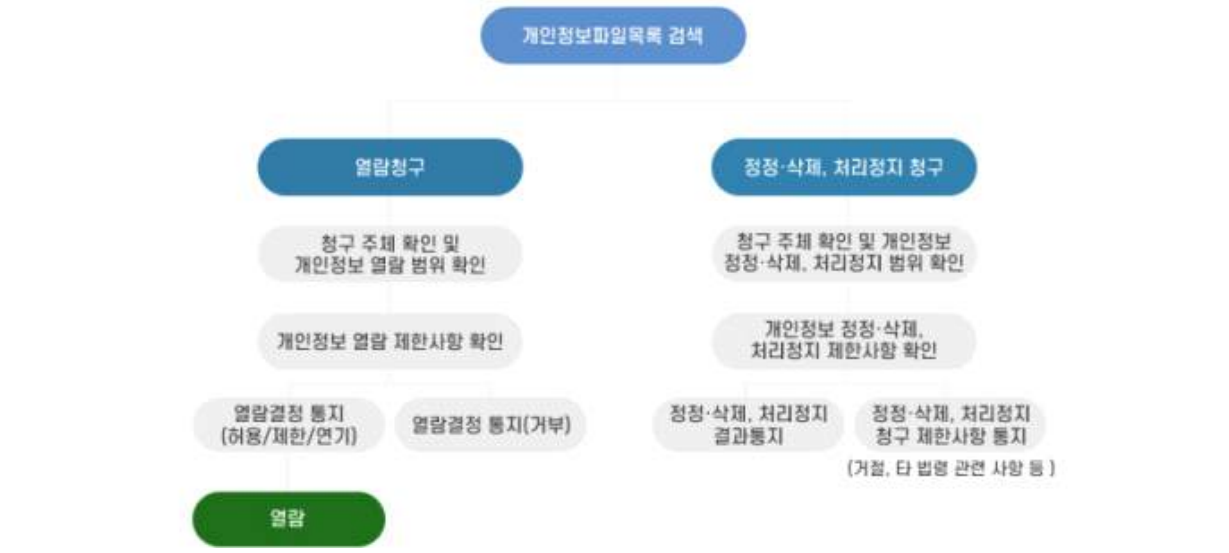 개인정보파일목록 검색
열람청구
정정·삭제, 처리정지 청구
청구 주체 확인 및
개인정보 열람 범위 확인
청구 주체 확인 및 개인정보
정정·삭제, 처리정지 범위 확인
개인정보 열람 제한사항 확인
개인정보 정정·삭제,
처리정지 제한사항 확인
열람결정 통지
(허용/제한/연기)
열람결정 통지(거부)
정정·삭제, 처리정지
결과통지
정정·삭제, 처리정지
청구 제한사항 통지
(거절, 타 법령 관련 사항 등 )
열람